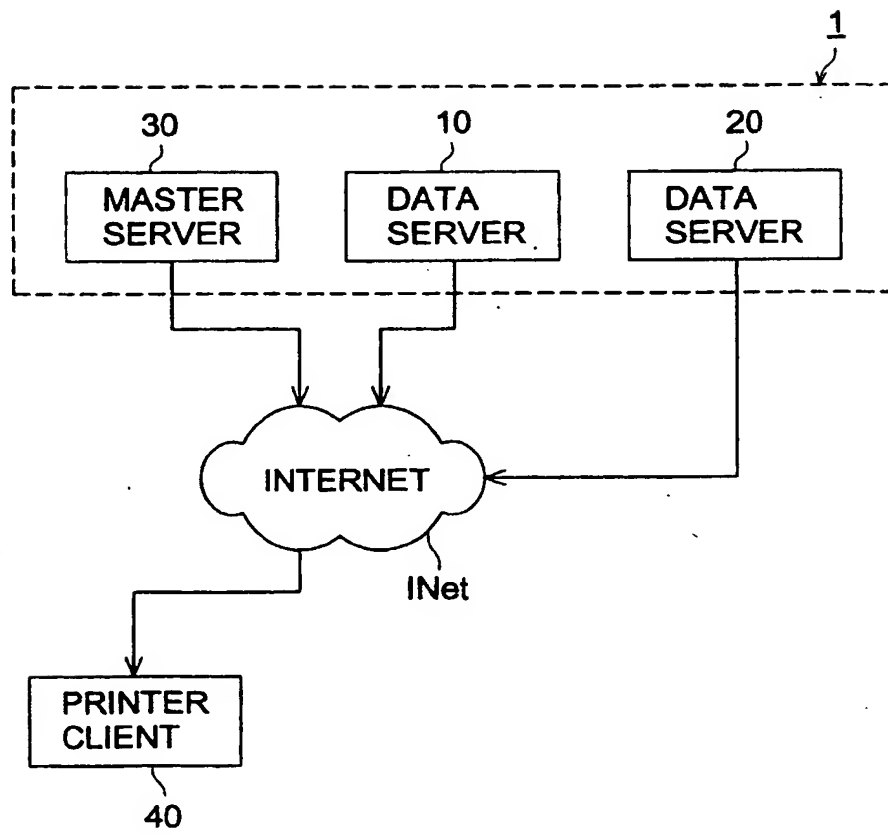 1
30
10
20
MASTER
SERVER
DATA
SERVER
DATA
SERVER
INTERNET
INet
PRINTER
CLIENT
40